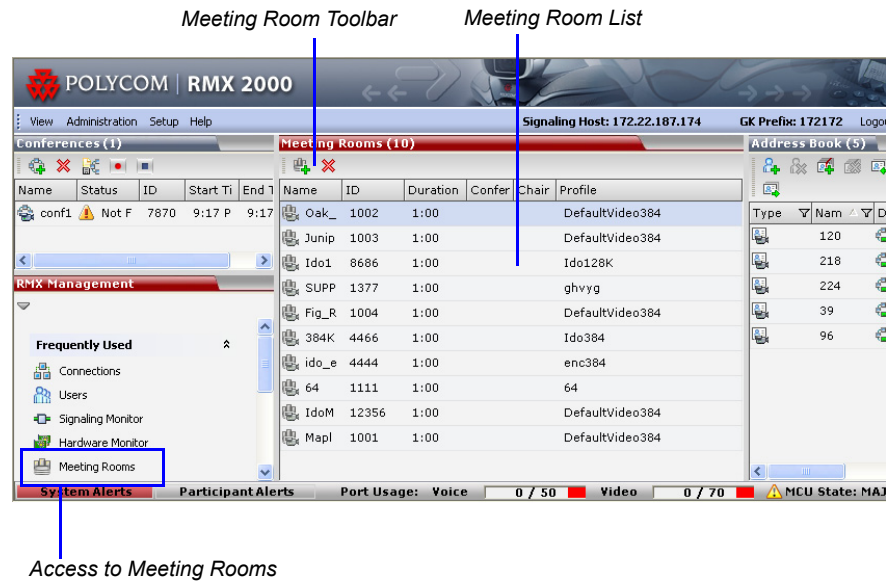 Meeting Room Toolbar
Meeting Room List
POLYCOM | RMX 2000
View Administration Setup Help Signaling Host: 172.22.187.174 GK Prefix: 172172 Logou
Conferences (1)
Name Status ID Start Ti End T
conf1 Not F 7870 9:17 P 9:17
RMX Management
Frequently Used
Connections
Users
Signaling Monitor
Hardware Monitor
Meeting Rooms
Meeting Rooms (10)
Name ID Duration Confer Chair Profile
Oak_ 1002 1:00 DefaultVideo384
Junip 1003 1:00 DefaultVideo384
Ido1 8686 1:00 Ido128K
SUPP 1377 1:00 ghvyg
Fig_R 1004 1:00 DefaultVideo384
384K 4466 1:00 Ido384
ido_e 4444 1:00 enc384
64 1111 1:00 64
IdoM 12356 1:00 DefaultVideo384
Mapl 1001 1:00 DefaultVideo384
Address Book (5)
Type Nam D
120
218
224
39
96
System Alerts Participant Alerts Port Usage: Voice 0 / 50 Video 0 / 70 MCU State: MAJ
Access to Meeting Rooms